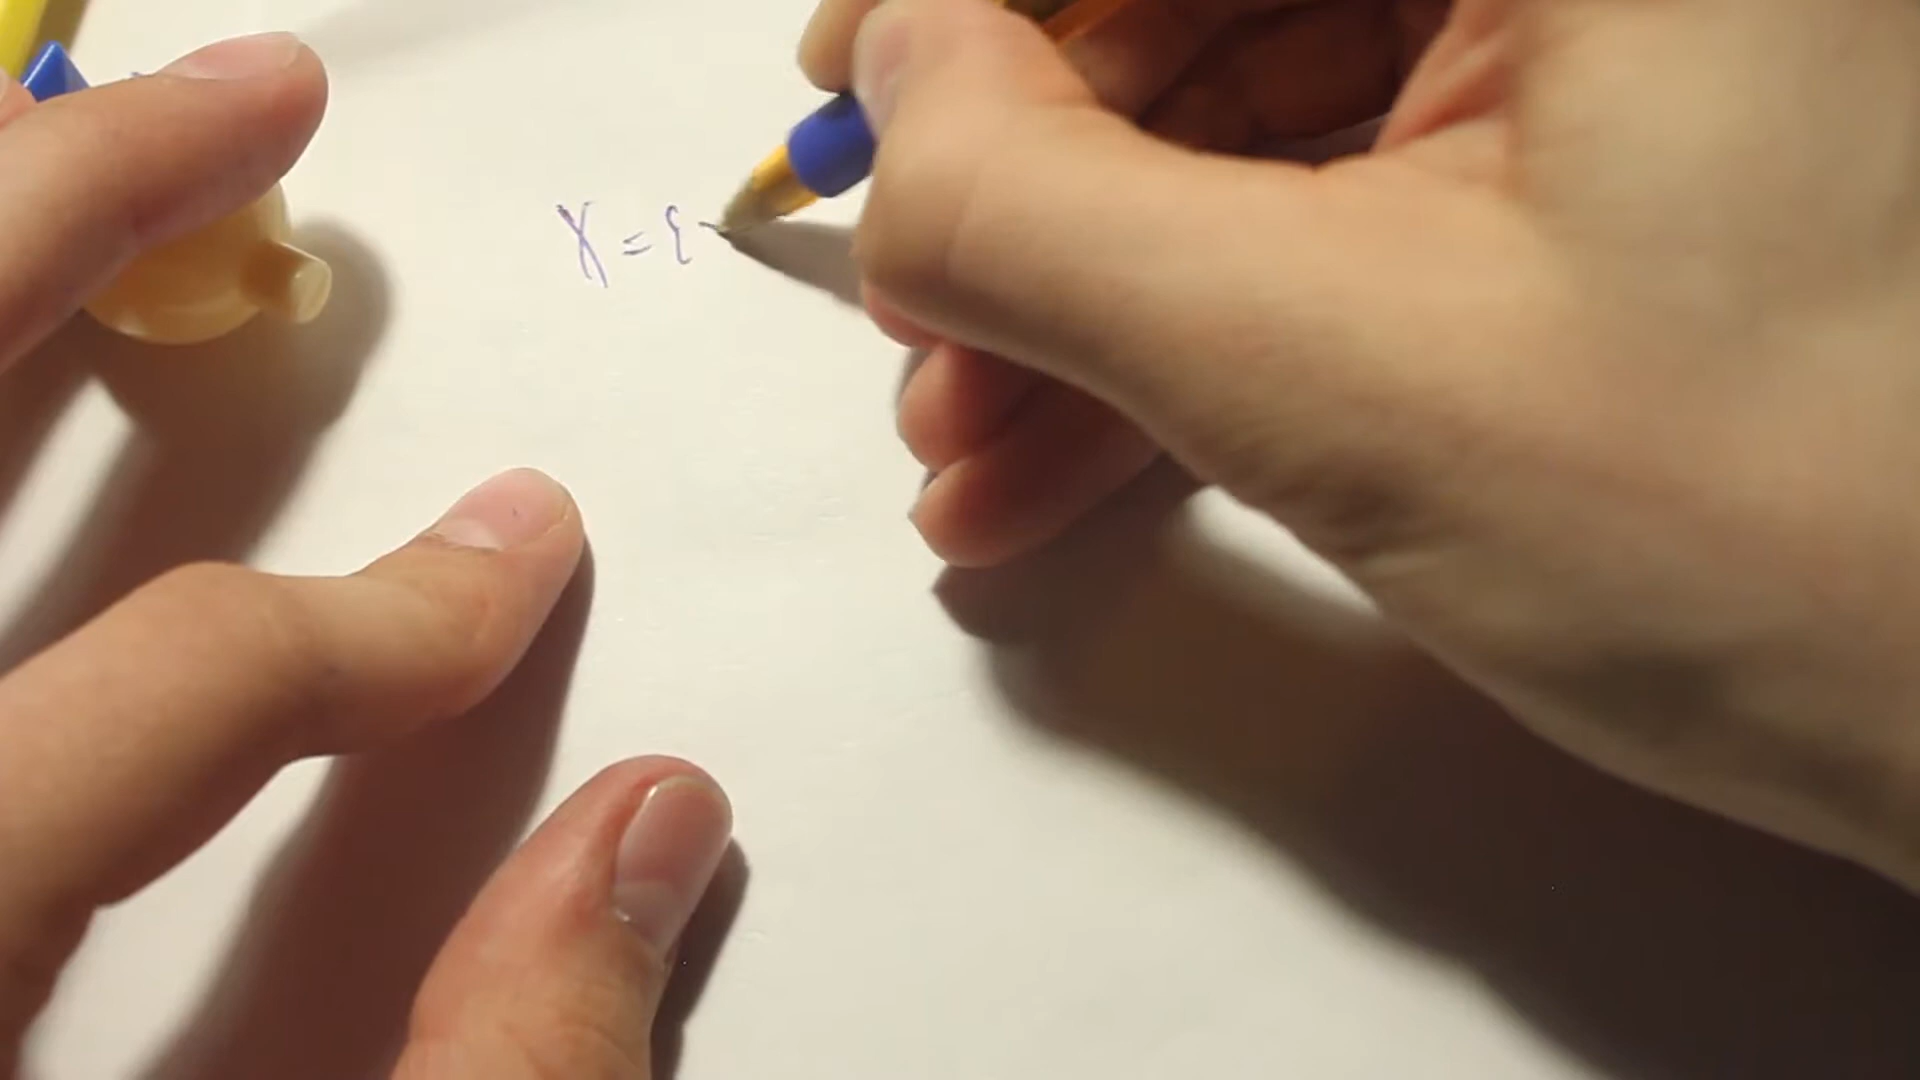 X = {